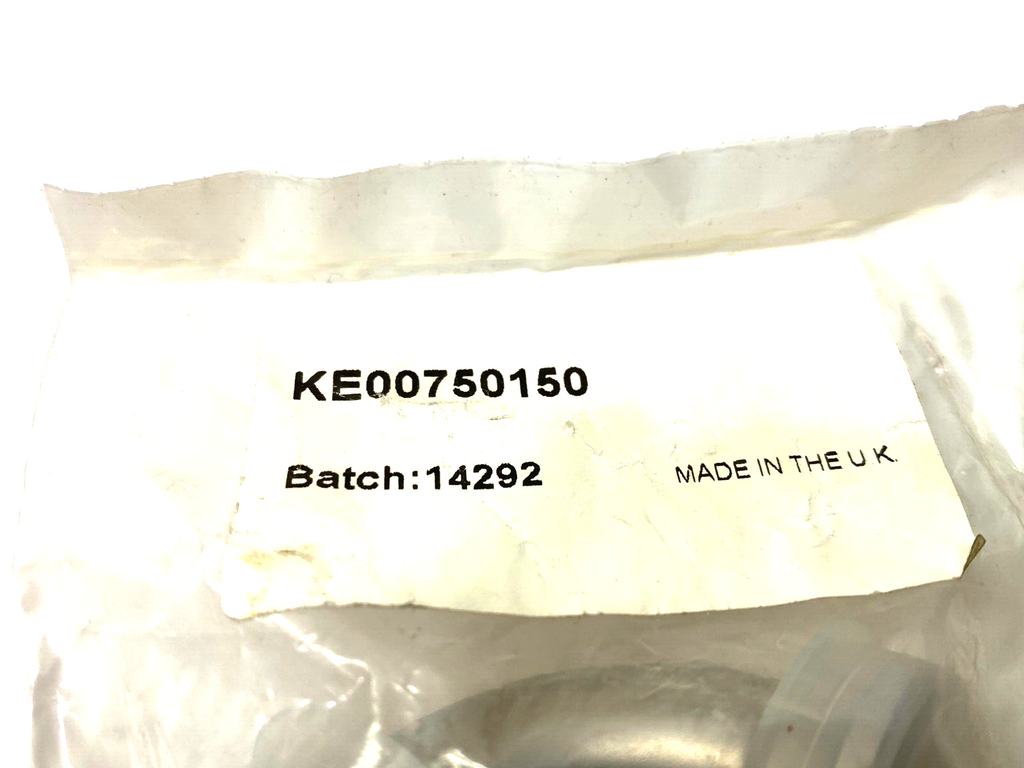 KE00750150
Batch:14292
MADE IN THE U K.